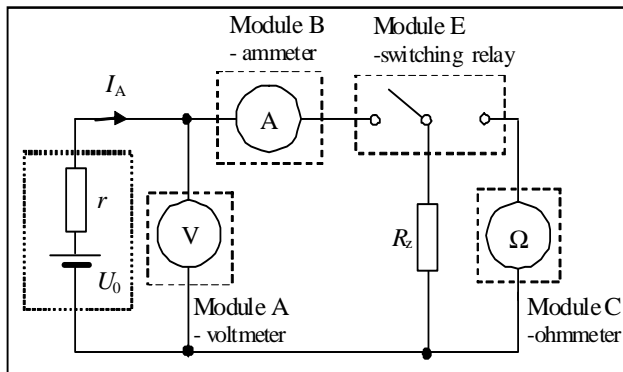 Module B
- ammeter
Module E
-switching relay
I_A
A
r
U_0
V
R_z
Ω
Module A
- voltmeter
Module C
-ohmmeter